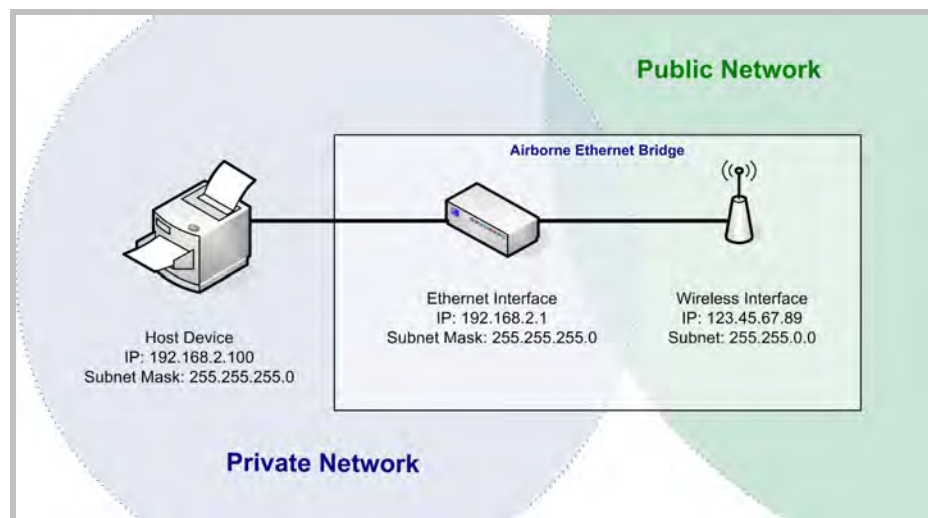 Public Network
Airborne Ethernet Bridge
Ethernet Interface
IP: 192.168.2.1
Subnet Mask: 255.255.255.0
Wireless Interface
IP: 123.45.67.89
Subnet: 255.255.0.0
Host Device
IP: 192.168.2.100
Subnet Mask: 255.255.255.0
Private Network